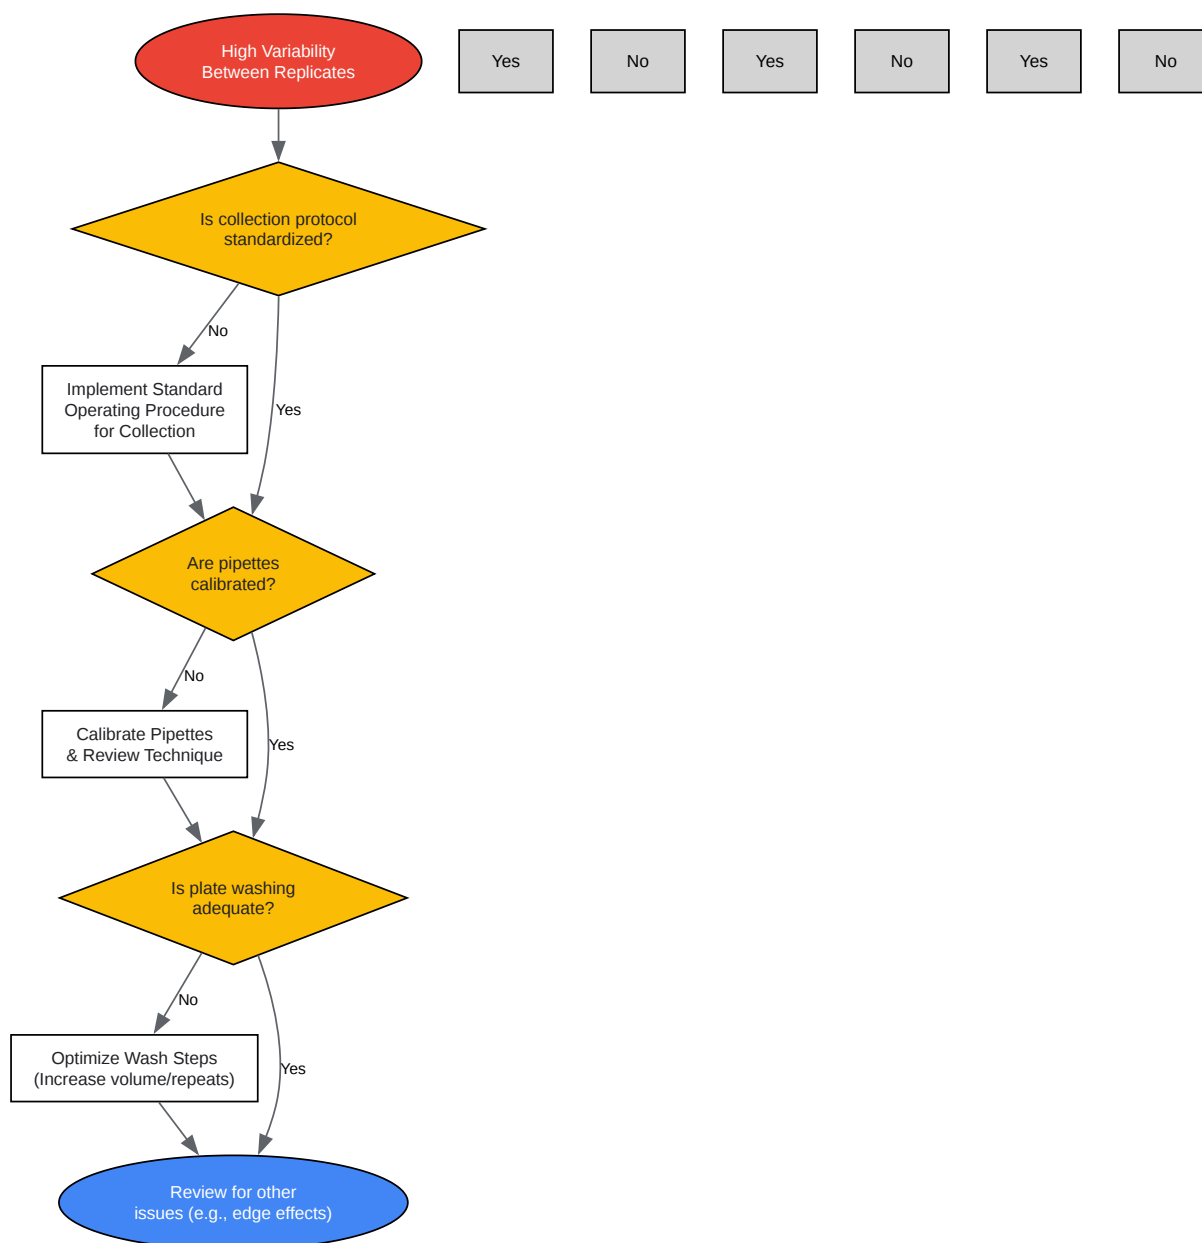 High Variability
Between Replicates
Yes
No
Yes
No
Yes
No
Is collection protocol
standardized?
No
Implement Standard
Operating Procedure
for Collection
Yes
Are pipettes
calibrated?
No
Calibrate Pipettes
& Review Technique
Yes
Is plate washing
adequate?
No
Optimize Wash Steps
(Increase volume/repeats)
Yes
Review for other
issues (e.g., edge effects)